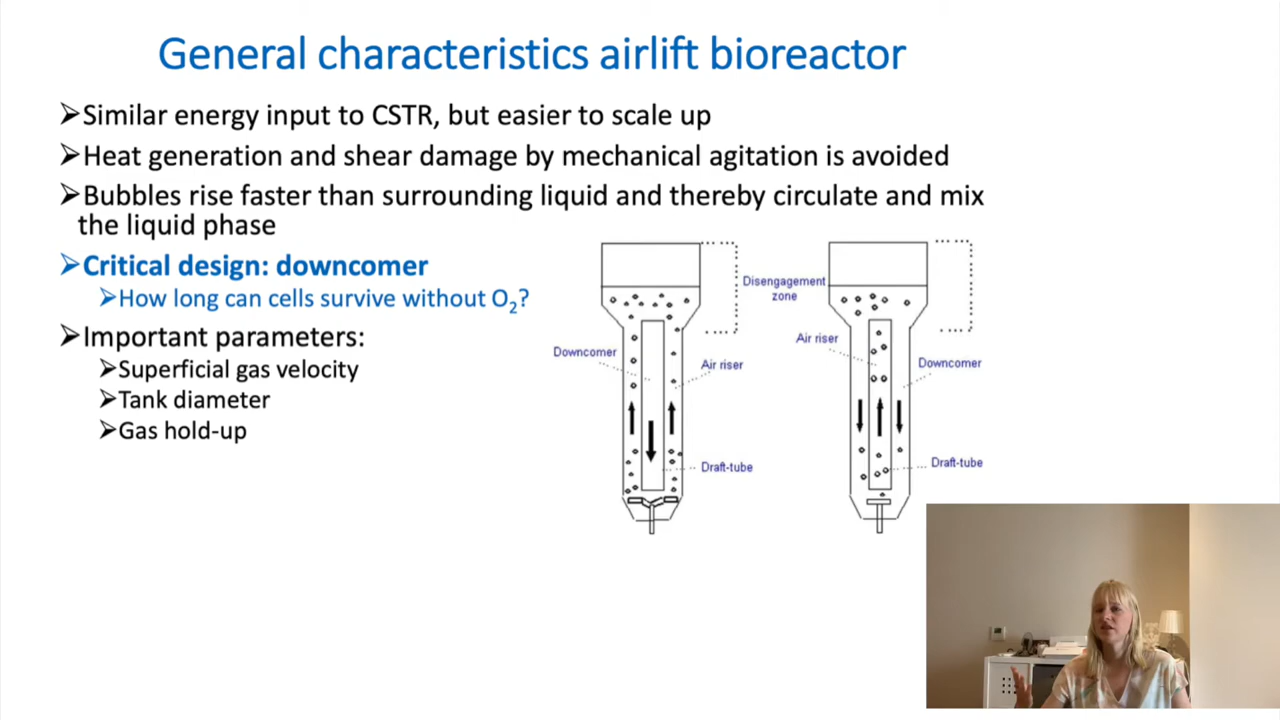 General characteristics airlift bioreactor
➢Similar energy input to CSTR, but easier to scale up
➢Heat generation and shear damage by mechanical agitation is avoided
➢Bubbles rise faster than surrounding liquid and thereby circulate and mix
the liquid phase
➢Critical design: downcomer
➢How long can cells survive without O₂?
➢Important parameters:
➢Superficial gas velocity
➢Tank diameter
➢Gas hold-up
Disengagement
zone
Downcomer
Air riser
Draft-tube
Air riser
Downcomer
Draft-tube